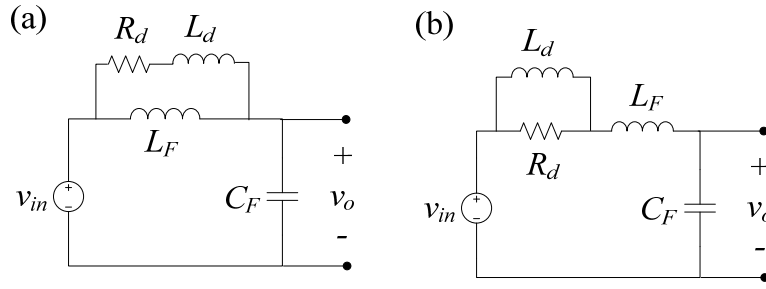 (a)
R_d
L_d
L_F
v_in
+
−
C_F
+
v_o
-
(b)
L_d
L_F
R_d
v_in
+
−
C_F
+
v_o
-